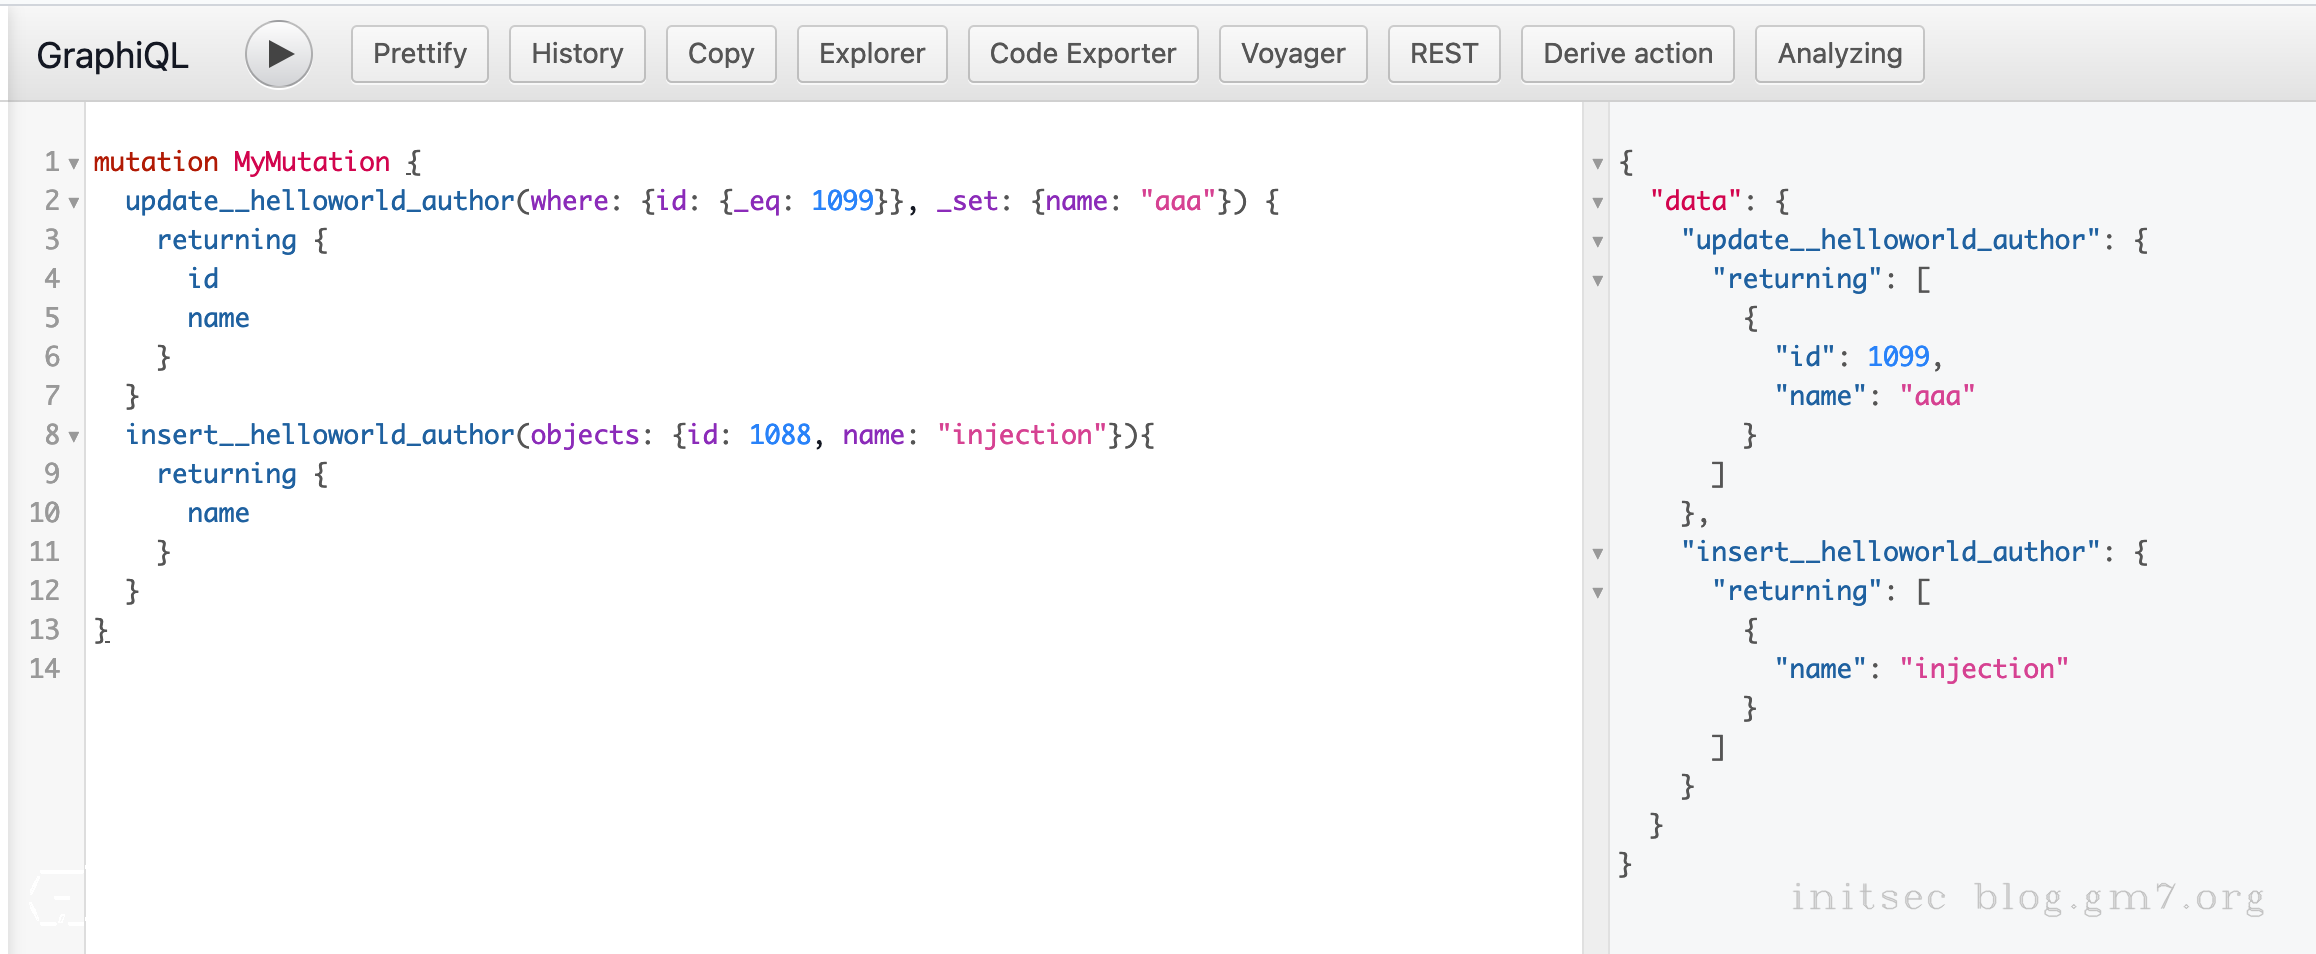 GraphiQL Prettify History Copy Explorer Code Exporter Voyager REST Derive action Analyzing
1 mutation MyMutation {
2   update__helloworld_author(where: {id: {_eq: 1099}}, _set: {name: "aaa"}) {
3     returning {
4       id
5       name
6     }
7   }
8   insert__helloworld_author(objects: {id: 1088, name: "injection"}){
9     returning {
10       name
11     }
12   }
13 }
14
{
  "data": {
    "update__helloworld_author": {
      "returning": [
        {
          "id": 1099,
          "name": "aaa"
        }
      ]
    },
    "insert__helloworld_author": {
      "returning": [
        {
          "name": "injection"
        }
      ]
    }
  }
}
initsec blog.gm7.org